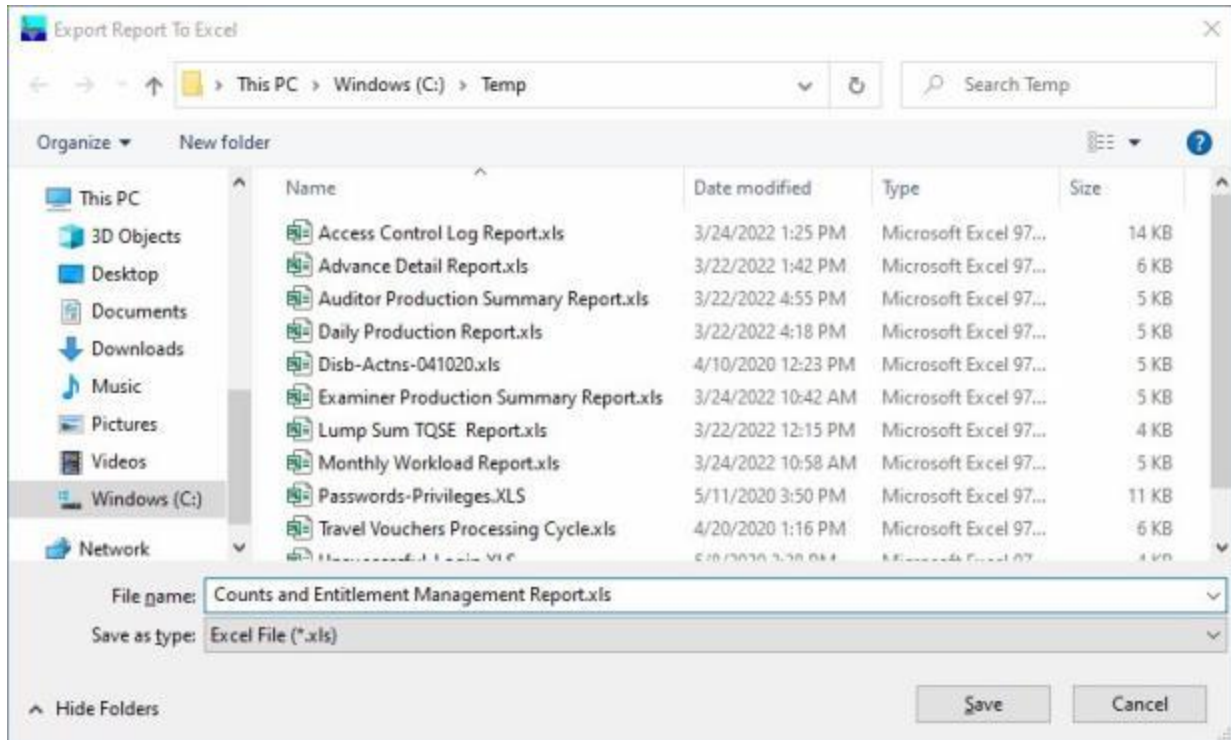 Export Report To Excel
This PC > Windows (C:) > Temp Search Temp
Organize New folder
Name Date modified Type Size
This PC
3D Objects
Desktop
Documents
Downloads
Music
Pictures
Videos
Windows (C:)
Network
Access Control Log Report.xls 3/24/2022 1:25 PM Microsoft Excel 97... 14 KB
Advance Detail Report.xls 3/22/2022 1:42 PM Microsoft Excel 97... 6 KB
Auditor Production Summary Report.xls 3/22/2022 4:55 PM Microsoft Excel 97... 5 KB
Daily Production Report.xls 3/22/2022 4:18 PM Microsoft Excel 97... 5 KB
Disb-Actns-041020.xls 4/10/2020 12:23 PM Microsoft Excel 97... 5 KB
Examiner Production Summary Report.xls 3/24/2022 10:42 AM Microsoft Excel 97... 5 KB
Lump Sum TQSE  Report.xls 3/22/2022 12:15 PM Microsoft Excel 97... 4 KB
Monthly Workload Report.xls 3/24/2022 10:58 AM Microsoft Excel 97... 5 KB
Passwords-Privileges.XLS 5/11/2020 3:50 PM Microsoft Excel 97... 11 KB
Travel Vouchers Processing Cycle.xls 4/20/2020 1:16 PM Microsoft Excel 97... 6 KB
File name: Counts and Entitlement Management Report.xls
Save as type: Excel File (*.xls)
Hide Folders Save Cancel